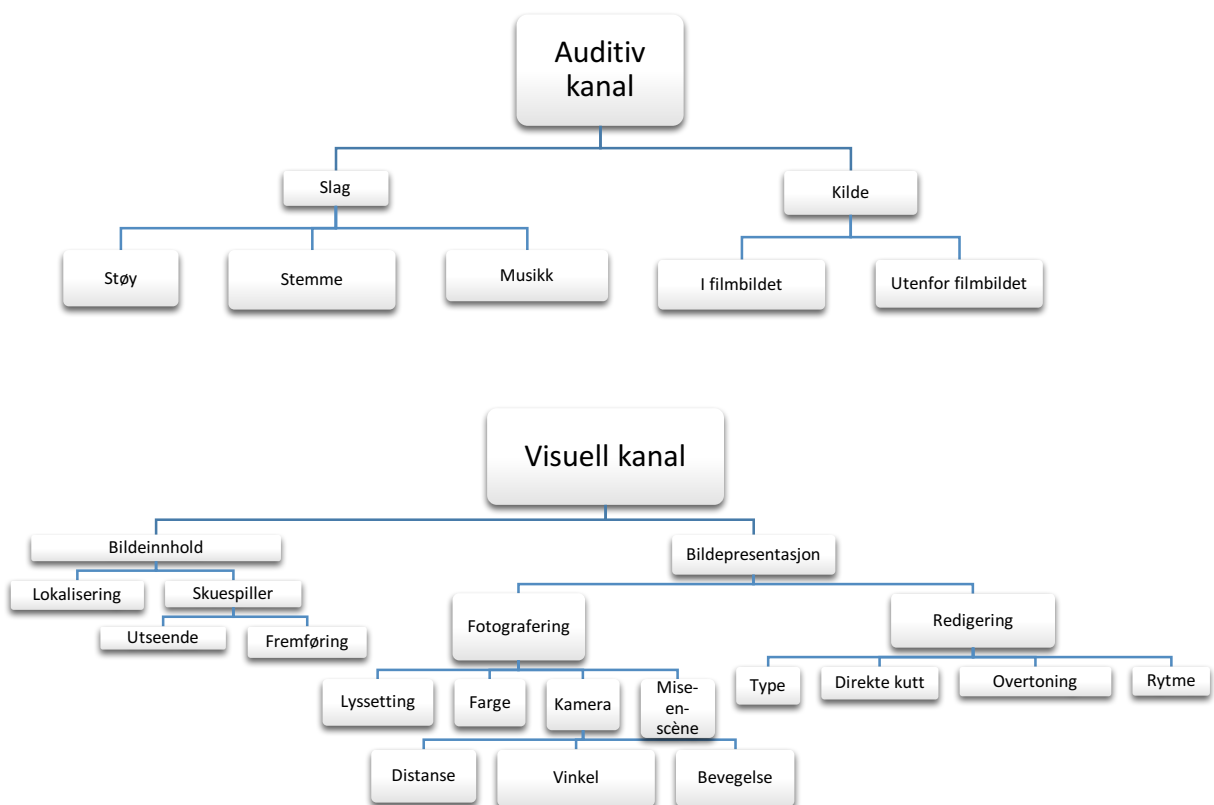 Auditiv
kanal
Slag
Kilde
Støy
Stemme
Musikk
I filmbildet
Utenfor filmbildet
Visuell kanal
Bildeinnhold
Bildepresentasjon
Lokalisering
Skuespiller
Fotografering
Redigering
Utseende
Fremføring
Lyssetting
Farge
Kamera
Mise-
en-
scène
Type
Direkte kutt
Overtoning
Rytme
Distanse
Vinkel
Bevegelse